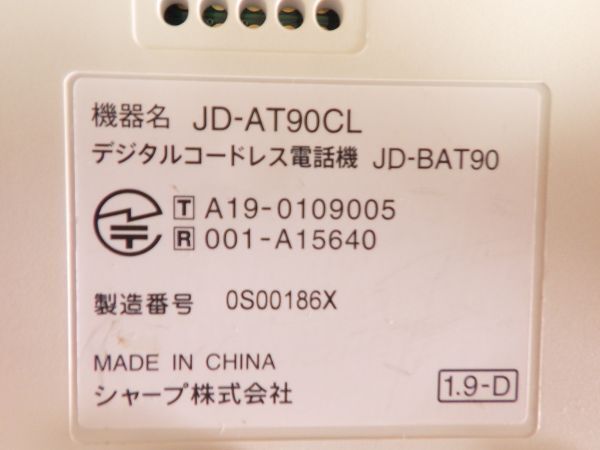 機器名 JD-AT90CL
デジタルコードレス電話機 JD-BAT90
T A19-0109005
R 001-A15640
製造番号 0S00186X
MADE IN CHINA
シャープ株式会社
1.9-D